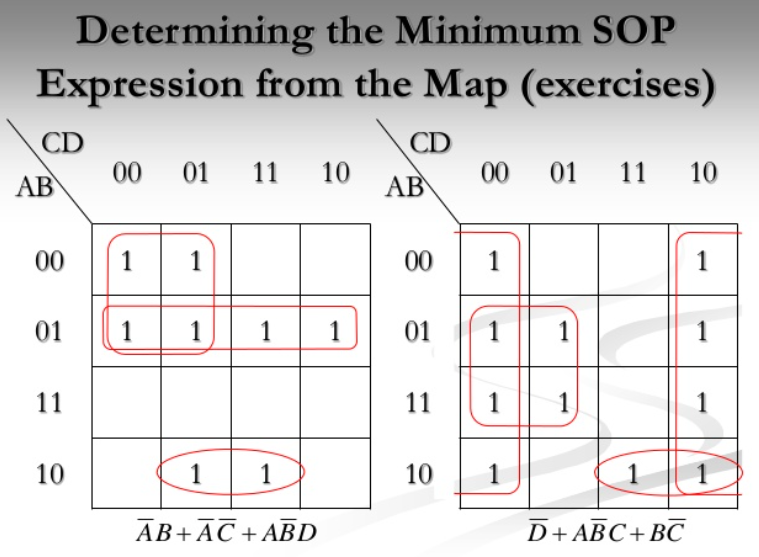 Determining the Minimum SOP
Expression from the Map (exercises)
CD CD
00 01 11 10 00 01 11 10
AB AB
00 1 1 00 1 1
01 1 1 1 1 01 1 1 1
11 11 1 1 1
10 1 1 10 1 1 1
A̅B + A̅C̅ + AB̅D D̅ + AB̅C + BC̅